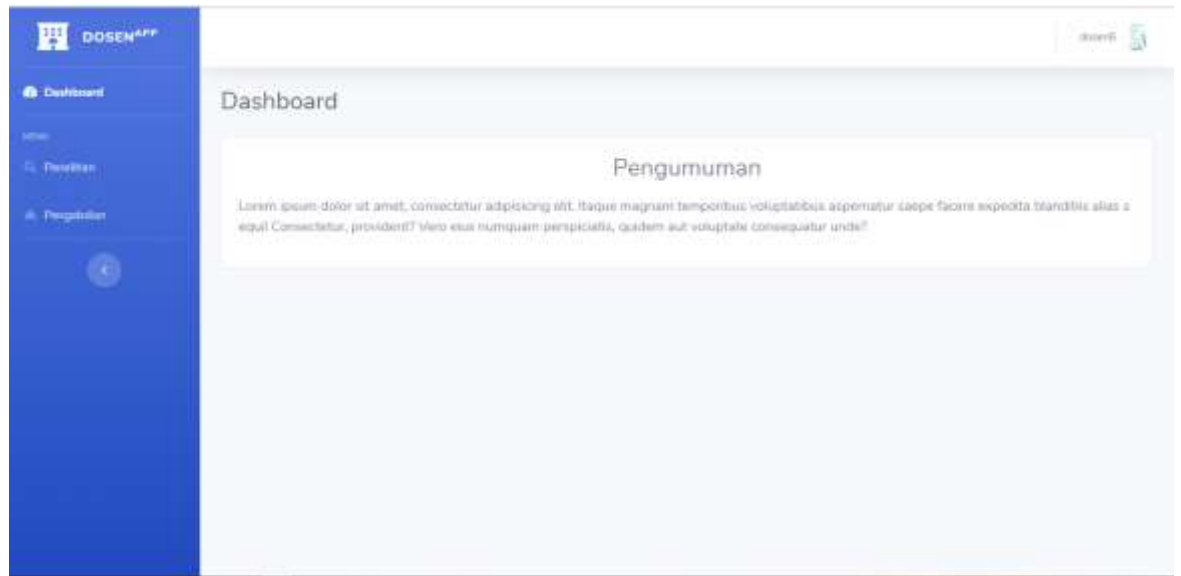 DOSENAPP
Dashboard
MENU
Penelitian
Pengabdian
Dashboard
Pengumuman
Lorem ipsum dolor sit amet, consectetur adipisicing elit. Itaque magnam temporibus voluptatibus aspernatur saepe facere expedita blanditiis alias a
equi! Consectetur, provident? Vero eius numquam perspiciatis, quidem aut voluptate consequatur unde?